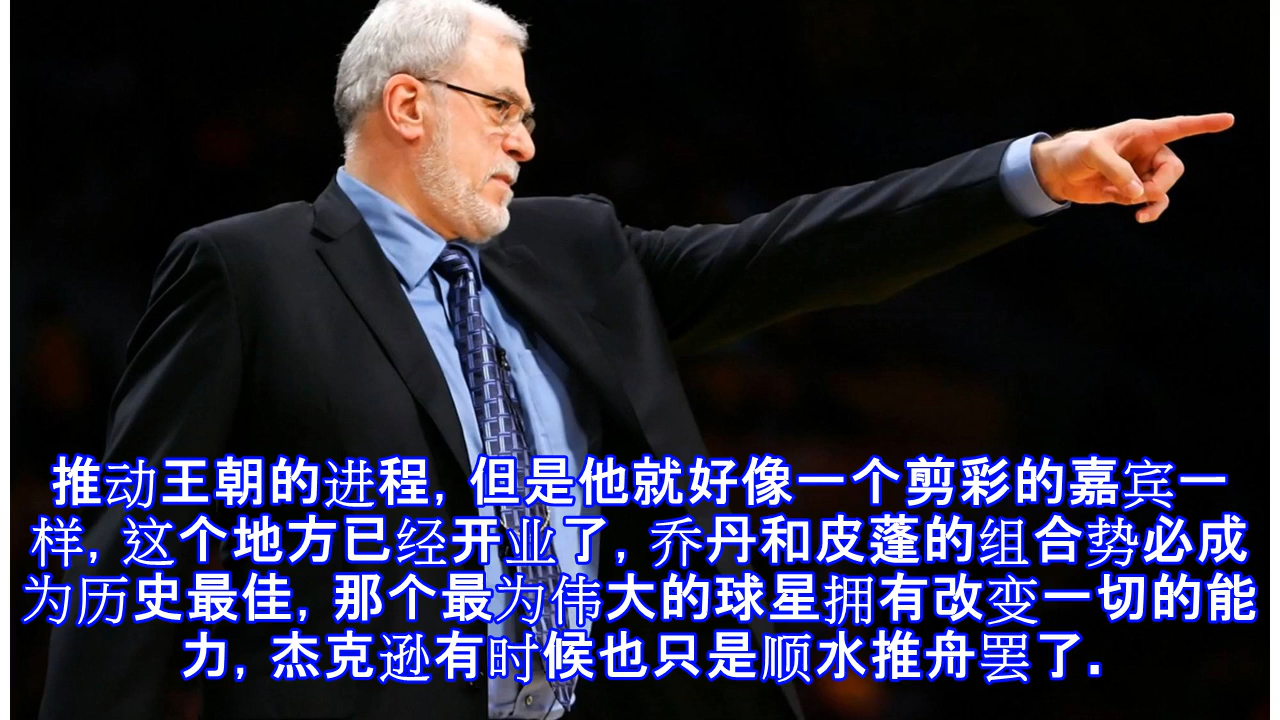 推动王朝的进程, 但是他就好像一个剪彩的嘉宾一
样, 这个地方已经开业了, 乔丹和皮蓬的组合势必成
为历史最佳, 那个最为伟大的球星拥有改变一切的能
力, 杰克逊有时候也只是顺水推舟罢了.